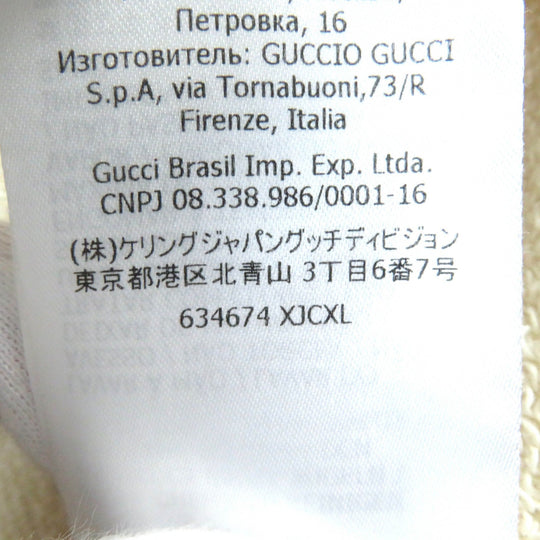 Петровка, 16
Изготовитель: GUCCIO GUCCI
S.p.A, via Tornabuoni,73/R
Firenze, Italia
Gucci Brasil Imp. Exp. Ltda.
CNPJ 08.338.986/0001-16
(株)ケリングジャパングッチディビジョン
東京都港区北青山 3丁目6番7号
634674 XJCXL